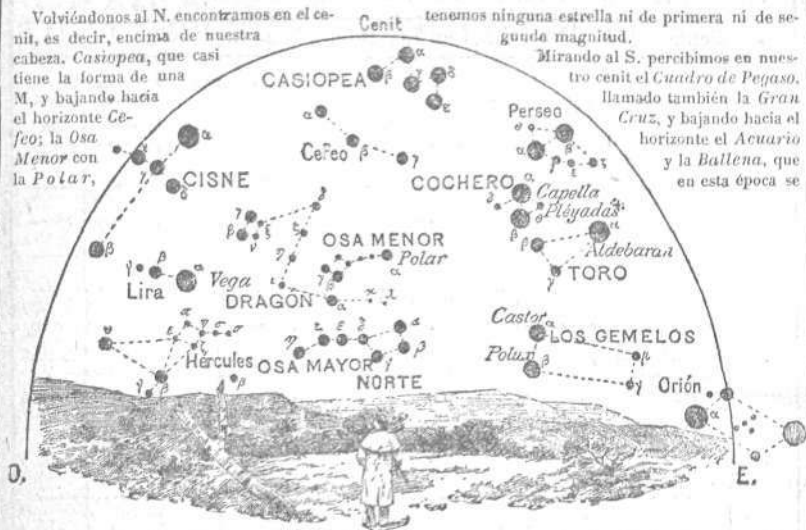 Volviéndonos al N. encontramos en el ce-
nit, es decir, encima de nuestra
cabeza. Casiopea, que casi
tiene la forma de una
M, y bajando hacia
el horizonte Ce-
feo; la Osa
Menor con
la Polar,
tenemos ninguna estrella ni de primera ni de se-
gunda magnitud.
Mirando al S. percibimos en nues-
tro cenit el Cuadro de Pegaso,
llamado también la Gran
Cruz, y bajando hacia el
horizonte el Acuario
y la Ballena, que
en esta época se
Cenit
CASIOPEA
α
β
γ
δ
ε
α
CeFeo
β
γ
Perseo
α
β
ε
CISNE
α
γ
δ
β
COCHERO
α
Capella
β
Pléyadas
Aldebaran
β
γ
TORO
OSA MENOR
Polar
α
β
γ
DRAGON
α
γ
β
Lira
γ
β
α
Vega
Hércules
β
γ
β
OSA MAYOR
η
ε
δ
α
β
γ
NORTE
Castor
α
LOS GEMELOS
Polux
β
μ
γ
Orión
α
O.
E.